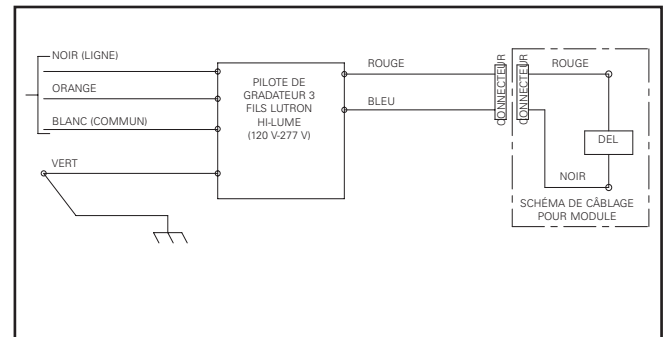 NOIR (LIGNE)
ORANGE
BLANC (COMMUN)
VERT
PILOTE DE
GRADATEUR 3
FILS LUTRON
HI-LUME
(120 V-277 V)
ROUGE
BLEU
CONNECTEUR
CONNECTEUR
ROUGE
DEL
NOIR
SCHÉMA DE CÂBLAGE
POUR MODULE